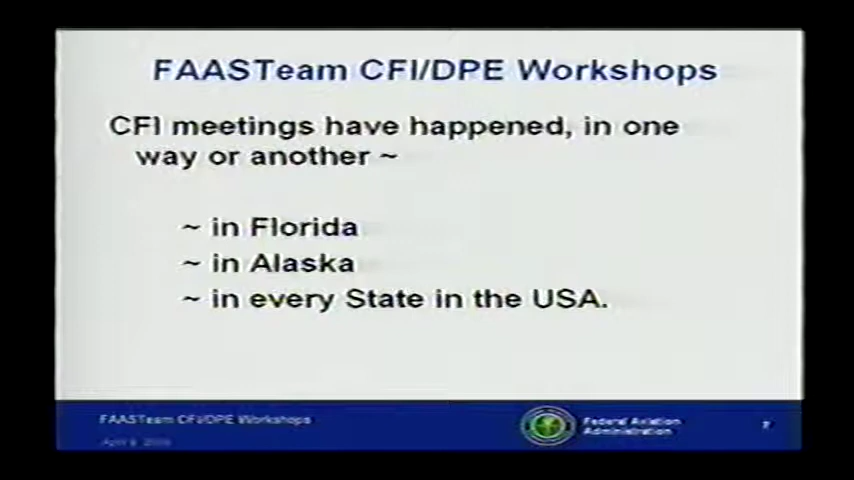 FAASTeam CFI/DPE Workshops
CFI meetings have happened, in one
way or another ~
~ in Florida
~ in Alaska
~ in every State in the USA.
FAASTeam CFI/DPE Workshops
Federal Aviation
Administration